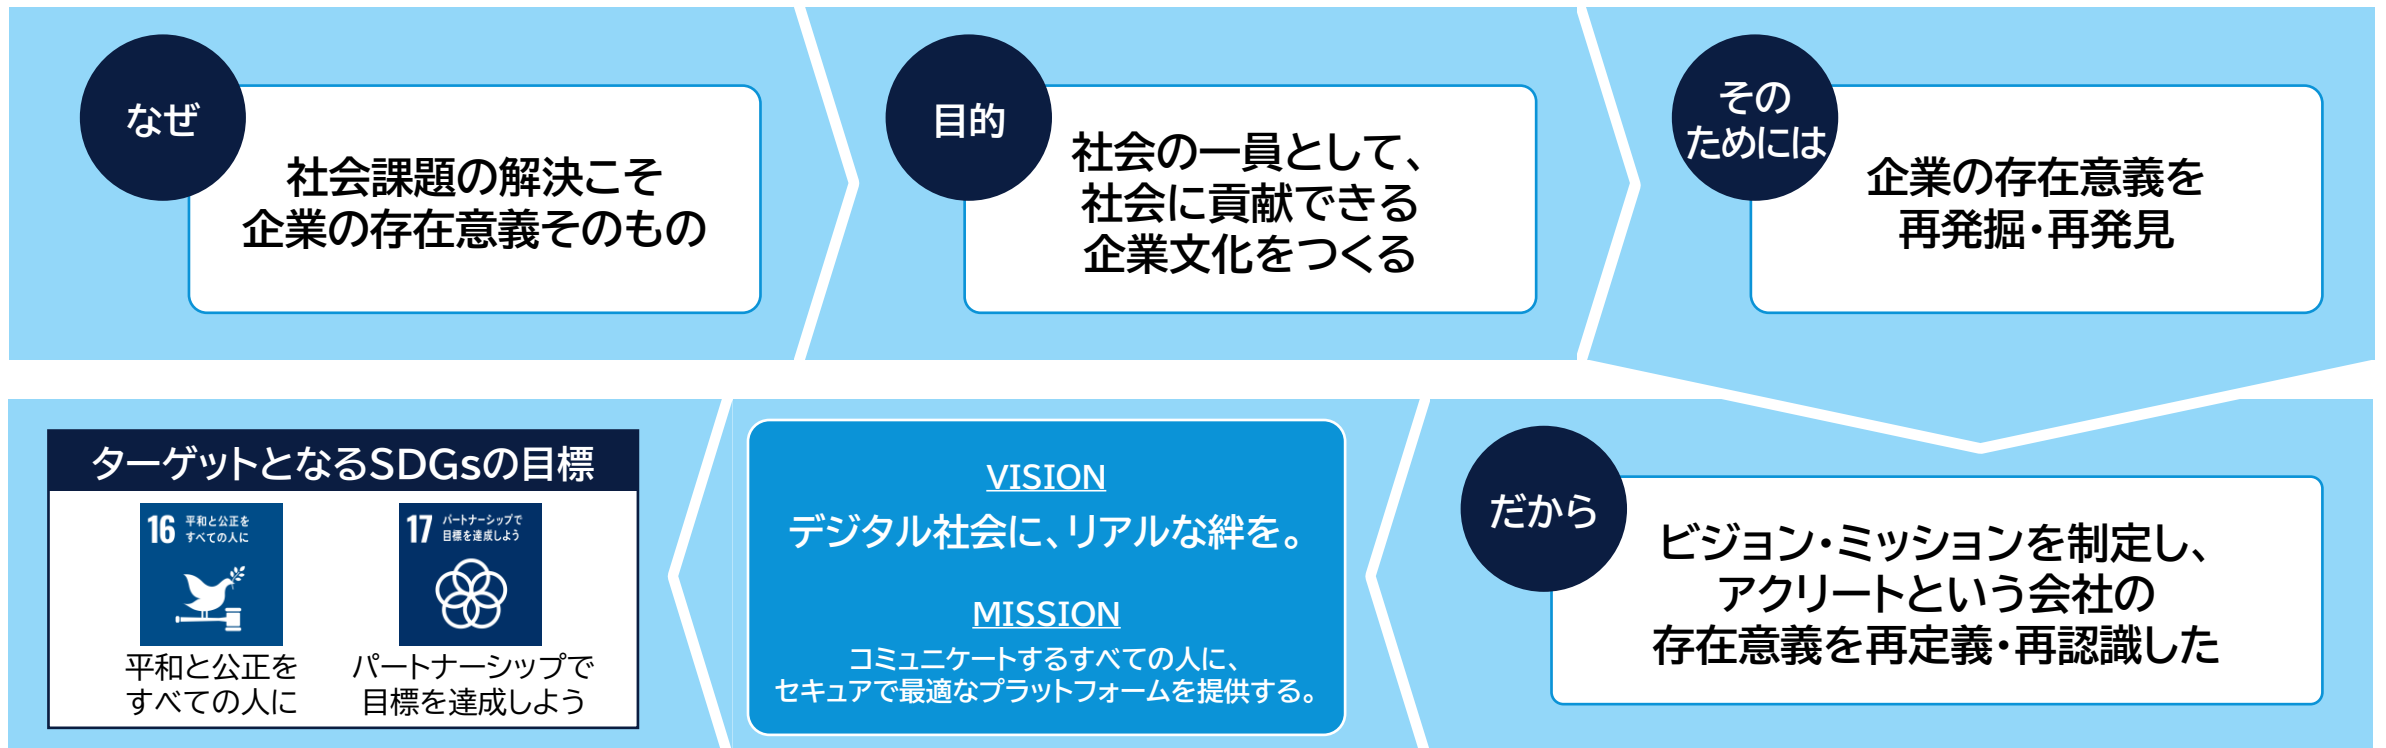 なぜ
社会課題の解決こそ
企業の存在意義そのもの
目的
社会の一員として、
社会に貢献できる
企業文化をつくる
その
ためには
企業の存在意義を
再発掘・再発見
だから
ビジョン・ミッションを制定し、
アクリートという会社の
存在意義を再定義・再認識した
VISION
デジタル社会に、リアルな絆を。
MISSION
コミュニケートするすべての人に、
セキュアで最適なプラットフォームを提供する。
ターゲットとなるSDGsの目標
16 平和と公正を
すべての人に
平和と公正を
すべての人に
17 パートナーシップで
目標を達成しよう
パートナーシップで
目標を達成しよう